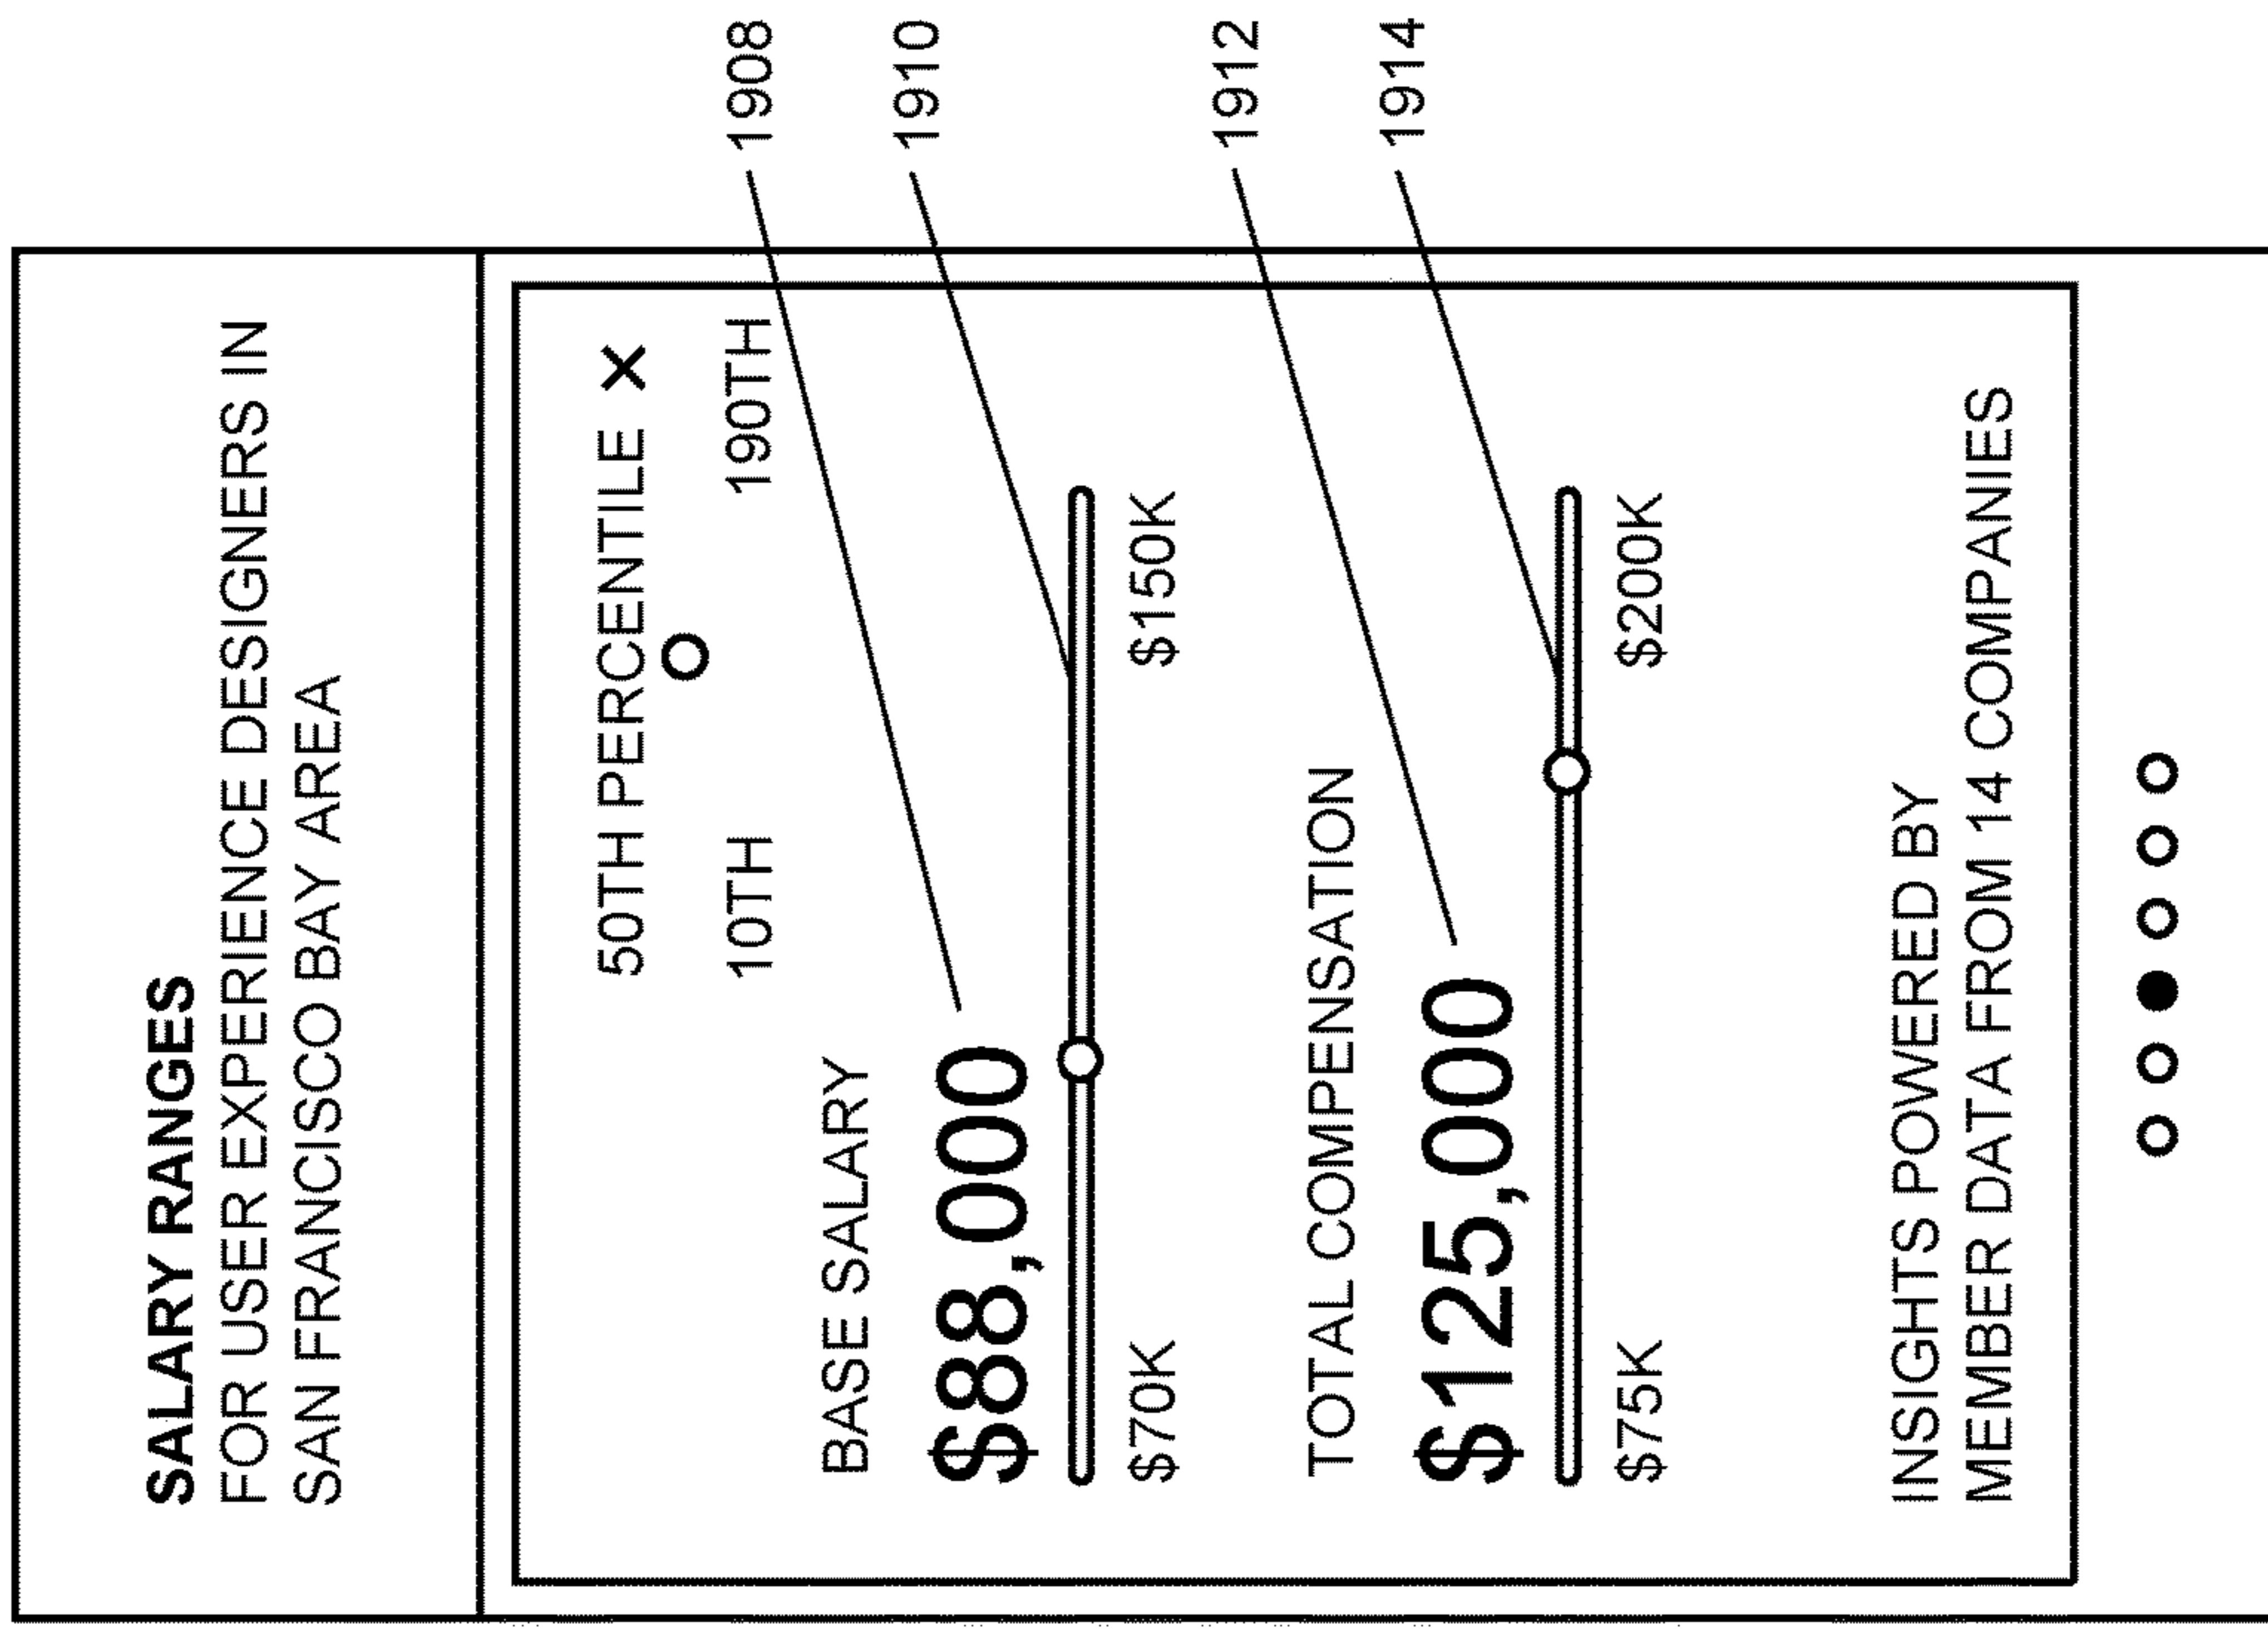 SALARY RANGES
FOR USER EXPERIENCE DESIGNERS IN
SAN FRANCISCO BAY AREA
50TH PERCENTILE X
10TH 190TH
BASE SALARY
$88,000
$70K $150K
TOTAL COMPENSATION
$125,000
$75K $200K
INSIGHTS POWERED BY
MEMBER DATA FROM 14 COMPANIES
1908
1910
1912
1914